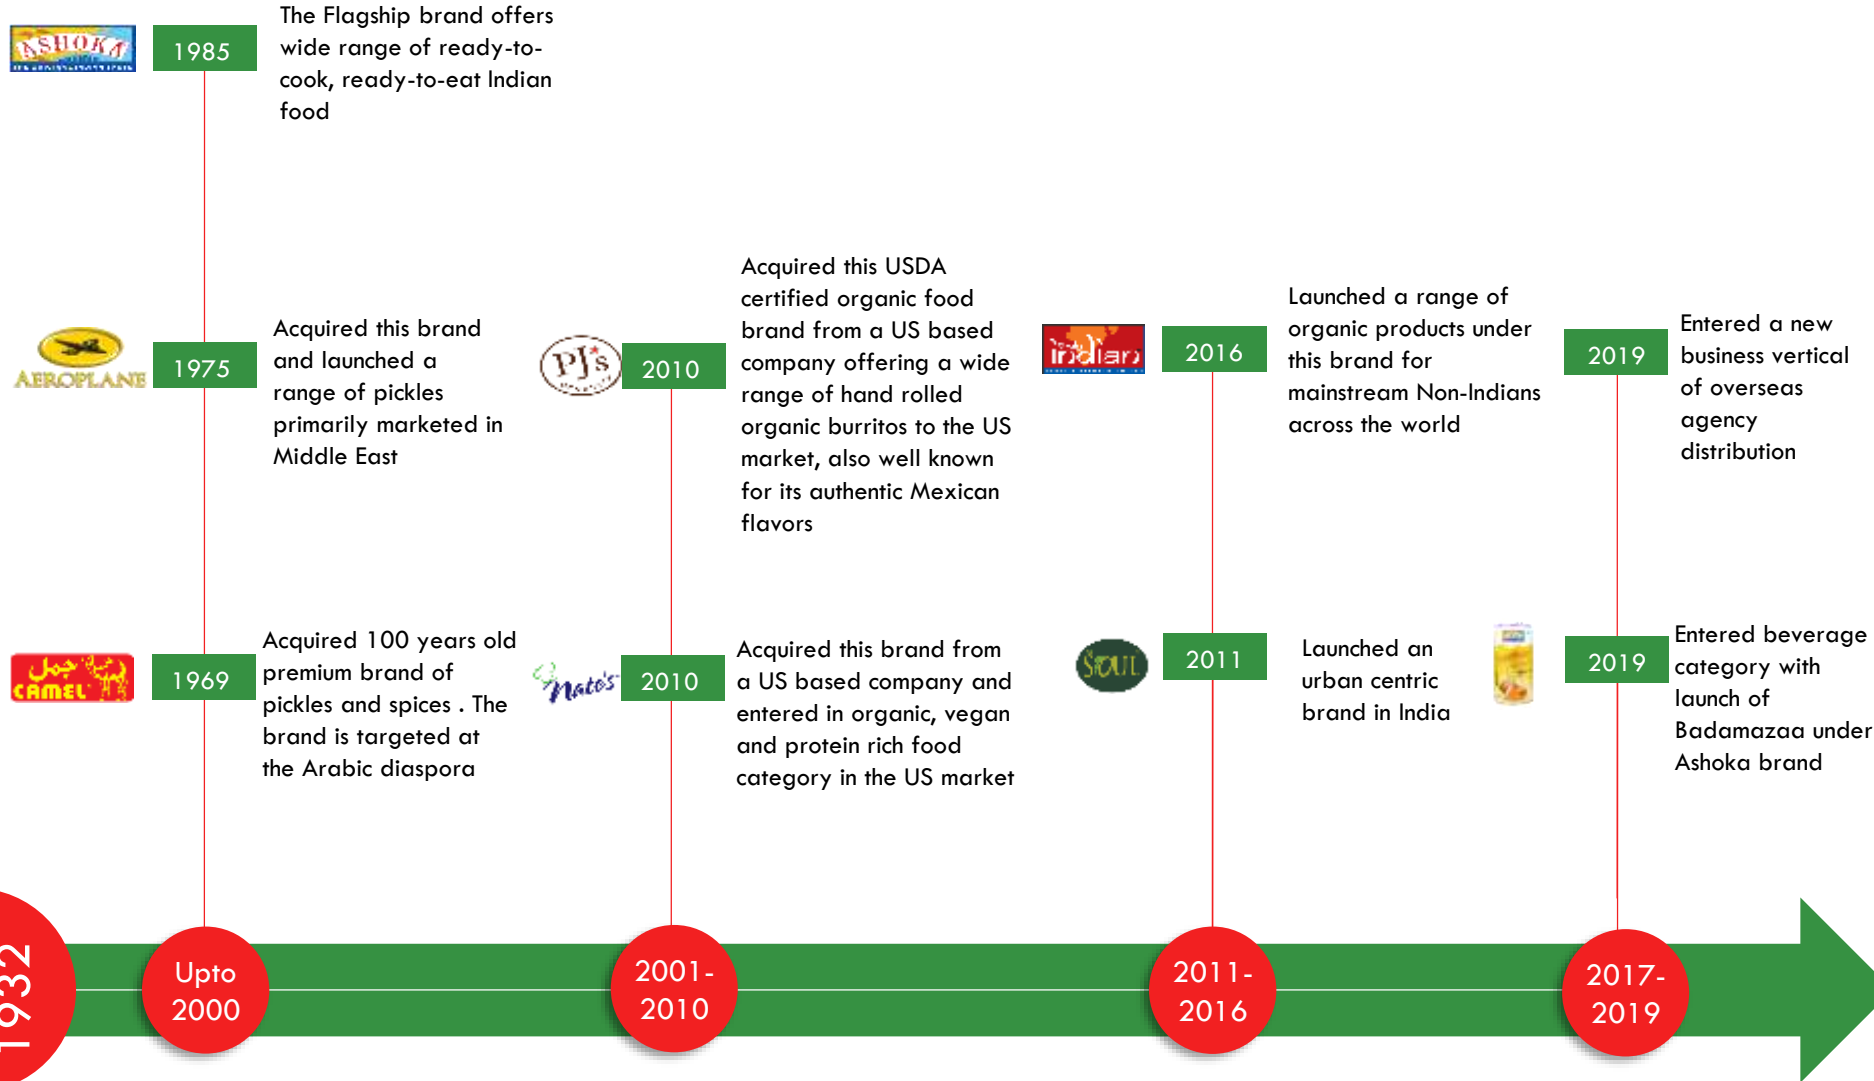 ASHOKA
1985
The Flagship brand offers
wide range of ready-to-
cook, ready-to-eat Indian
food
AEROPLANE
1975
Acquired this brand
and launched a
range of pickles
primarily marketed in
Middle East
PJ's
2010
Acquired this USDA
certified organic food
brand from a US based
company offering a wide
range of hand rolled
organic burritos to the US
market, also well known
for its authentic Mexican
flavors
indian
2016
Launched a range of
organic products under
this brand for
mainstream Non-Indians
across the world
2019
Entered a new
business vertical
of overseas
agency
distribution
جمل
CAMEL
1969
Acquired 100 years old
premium brand of
pickles and spices . The
brand is targeted at
the Arabic diaspora
Nate's
2010
Acquired this brand from
a US based company and
entered in organic, vegan
and protein rich food
category in the US market
SOUL
2011
Launched an
urban centric
brand in India
2019
Entered beverage
category with
launch of
Badamazaa under
Ashoka brand
1932
Upto
2000
2001-
2010
2011-
2016
2017-
2019